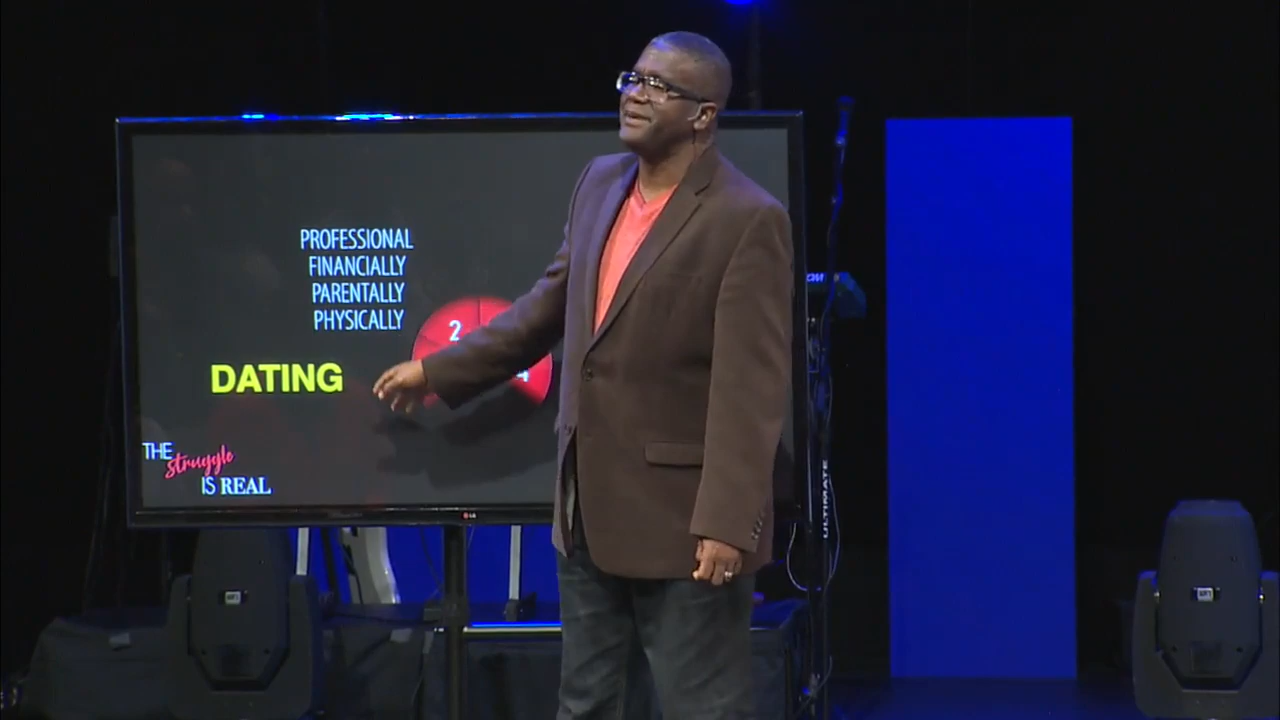 PROFESSIONAL
FINANCIALLY
PARENTALLY
PHYSICALLY
2
4
DATING
THE
struggle
IS REAL
LG
ULTIMATE